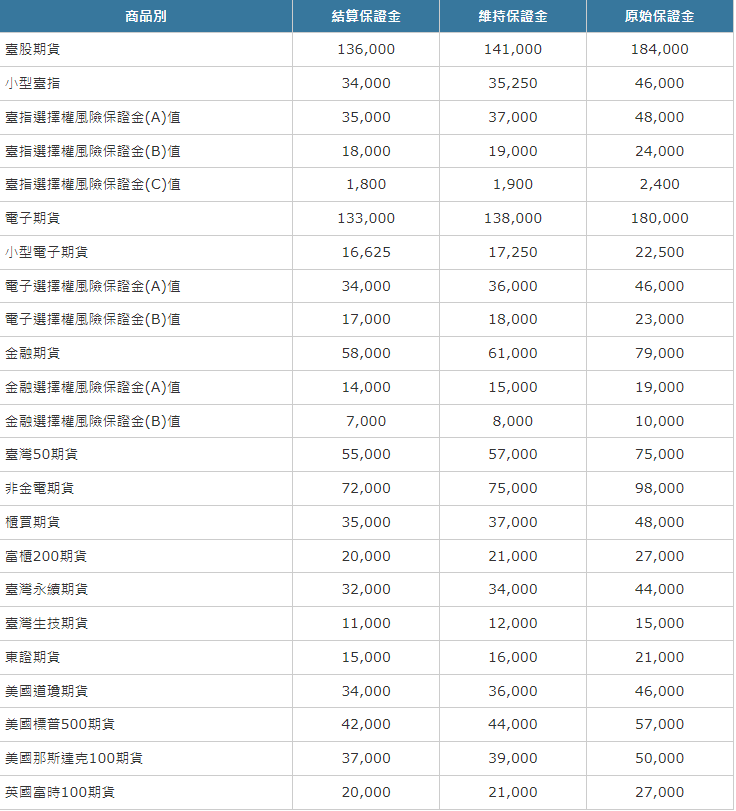 商品別 結算保證金 維持保證金 原始保證金
臺股期貨 136,000 141,000 184,000
小型臺指 34,000 35,250 46,000
臺指選擇權風險保證金(A)值 35,000 37,000 48,000
臺指選擇權風險保證金(B)值 18,000 19,000 24,000
臺指選擇權風險保證金(C)值 1,800 1,900 2,400
電子期貨 133,000 138,000 180,000
小型電子期貨 16,625 17,250 22,500
電子選擇權風險保證金(A)值 34,000 36,000 46,000
電子選擇權風險保證金(B)值 17,000 18,000 23,000
金融期貨 58,000 61,000 79,000
金融選擇權風險保證金(A)值 14,000 15,000 19,000
金融選擇權風險保證金(B)值 7,000 8,000 10,000
臺灣50期貨 55,000 57,000 75,000
非金電期貨 72,000 75,000 98,000
櫃買期貨 35,000 37,000 48,000
富櫃200期貨 20,000 21,000 27,000
臺灣永續期貨 32,000 34,000 44,000
臺灣生技期貨 11,000 12,000 15,000
東證期貨 15,000 16,000 21,000
美國道瓊期貨 34,000 36,000 46,000
美國標普500期貨 42,000 44,000 57,000
美國那斯達克100期貨 37,000 39,000 50,000
英國富時100期貨 20,000 21,000 27,000